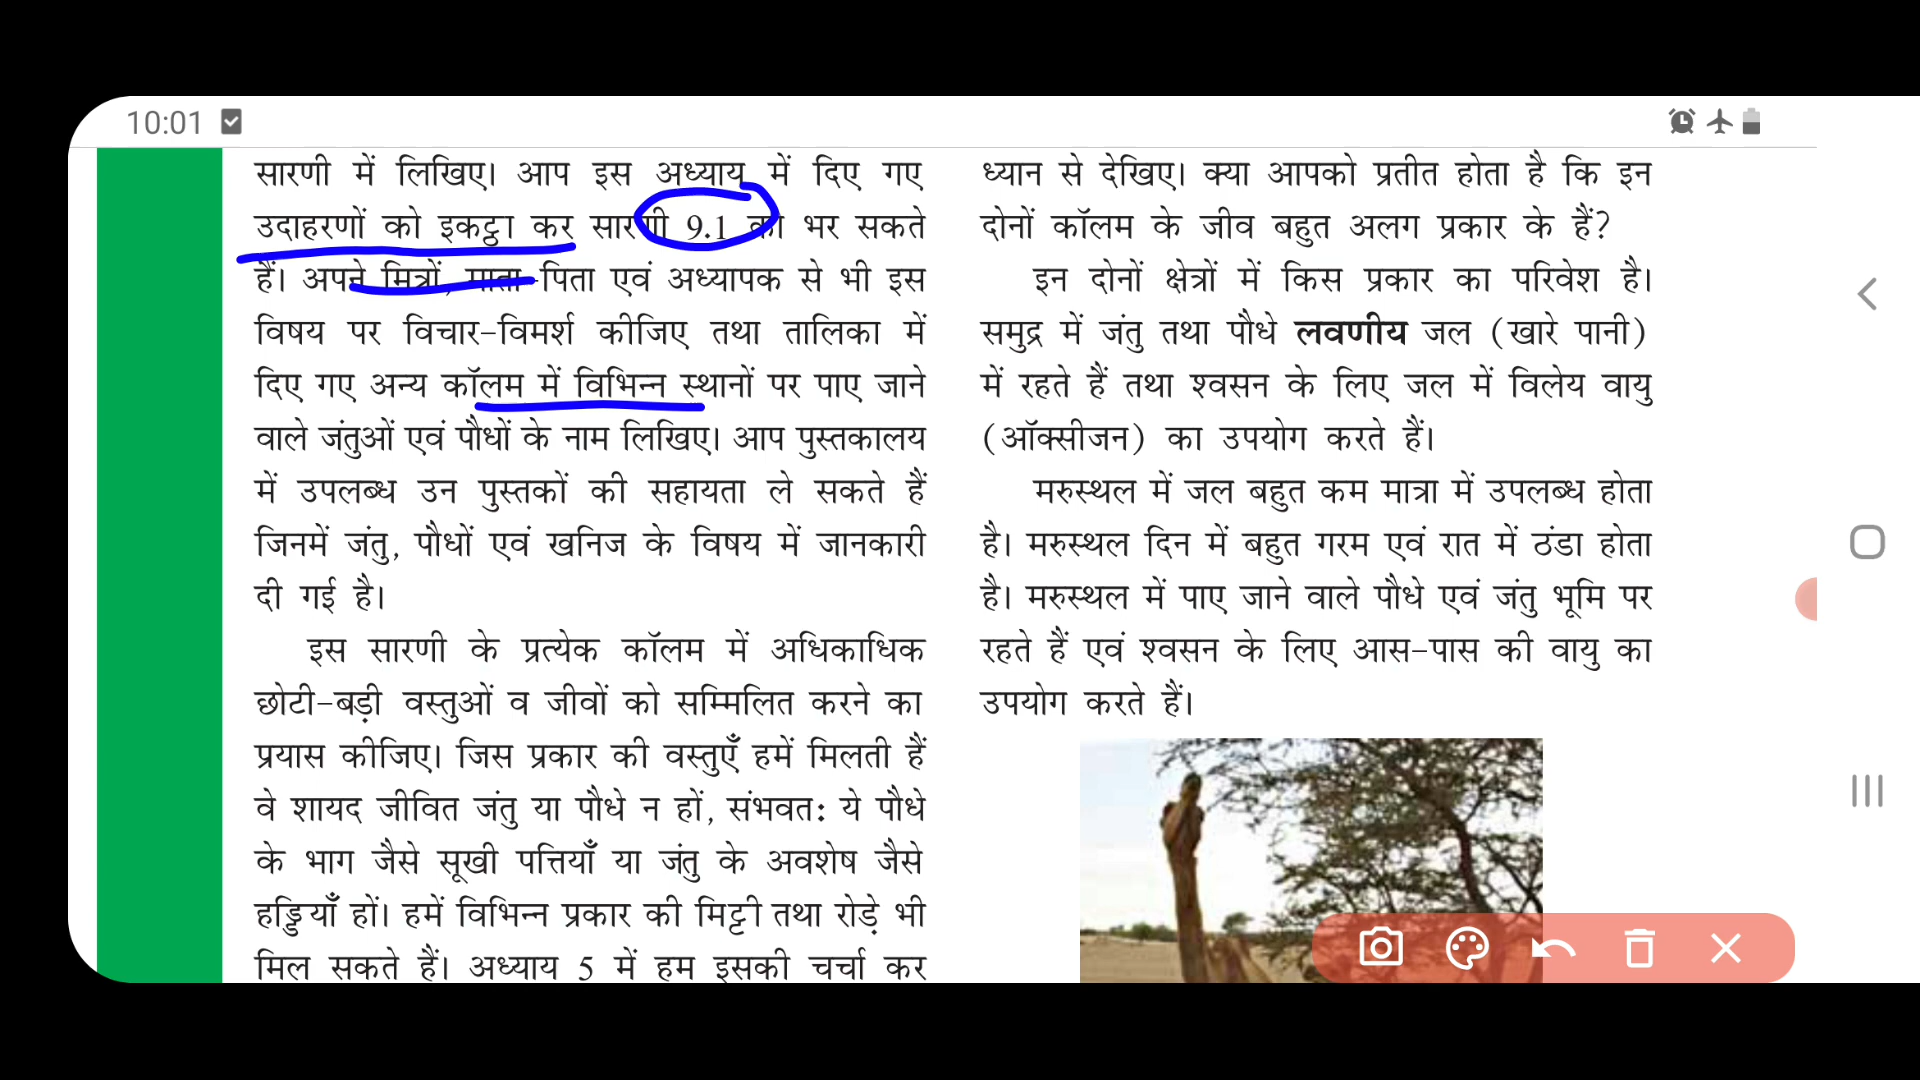 10:01
सारणी में लिखिए। आप इस अध्याय में दिए गए
उदाहरणों को इकट्ठा कर सारणी 9.1 को भर सकते
हैं। अपने मित्रों, माता-पिता एवं अध्यापक से भी इस
विषय पर विचार-विमर्श कीजिए तथा तालिका में
दिए गए अन्य कॉलम में विभिन्न स्थानों पर पाए जाने
वाले जंतुओं एवं पौधों के नाम लिखिए। आप पुस्तकालय
में उपलब्ध उन पुस्तकों की सहायता ले सकते हैं
जिनमें जंतु, पौधों एवं खनिज के विषय में जानकारी
दी गई है।
इस सारणी के प्रत्येक कॉलम में अधिकाधिक
छोटी-बड़ी वस्तुओं व जीवों को सम्मिलित करने का
प्रयास कीजिए। जिस प्रकार की वस्तुएँ हमें मिलती हैं
वे शायद जीवित जंतु या पौधे न हों, संभवत: ये पौधे
के भाग जैसे सूखी पत्तियाँ या जंतु के अवशेष जैसे
हड्डियाँ हों। हमें विभिन्न प्रकार की मिट्टी तथा रोड़े भी
मिल सकते हैं। अध्याय 5 में हम इसकी चर्चा कर
ध्यान से देखिए। क्या आपको प्रतीत होता है कि इन
दोनों कॉलम के जीव बहुत अलग प्रकार के हैं?
इन दोनों क्षेत्रों में किस प्रकार का परिवेश है।
समुद्र में जंतु तथा पौधे लवणीय जल (खारे पानी)
में रहते हैं तथा श्वसन के लिए जल में विलेय वायु
(ऑक्सीजन) का उपयोग करते हैं।
मरुस्थल में जल बहुत कम मात्रा में उपलब्ध होता
है। मरुस्थल दिन में बहुत गरम एवं रात में ठंडा होता
है। मरुस्थल में पाए जाने वाले पौधे एवं जंतु भूमि पर
रहते हैं एवं श्वसन के लिए आस-पास की वायु का
उपयोग करते हैं।